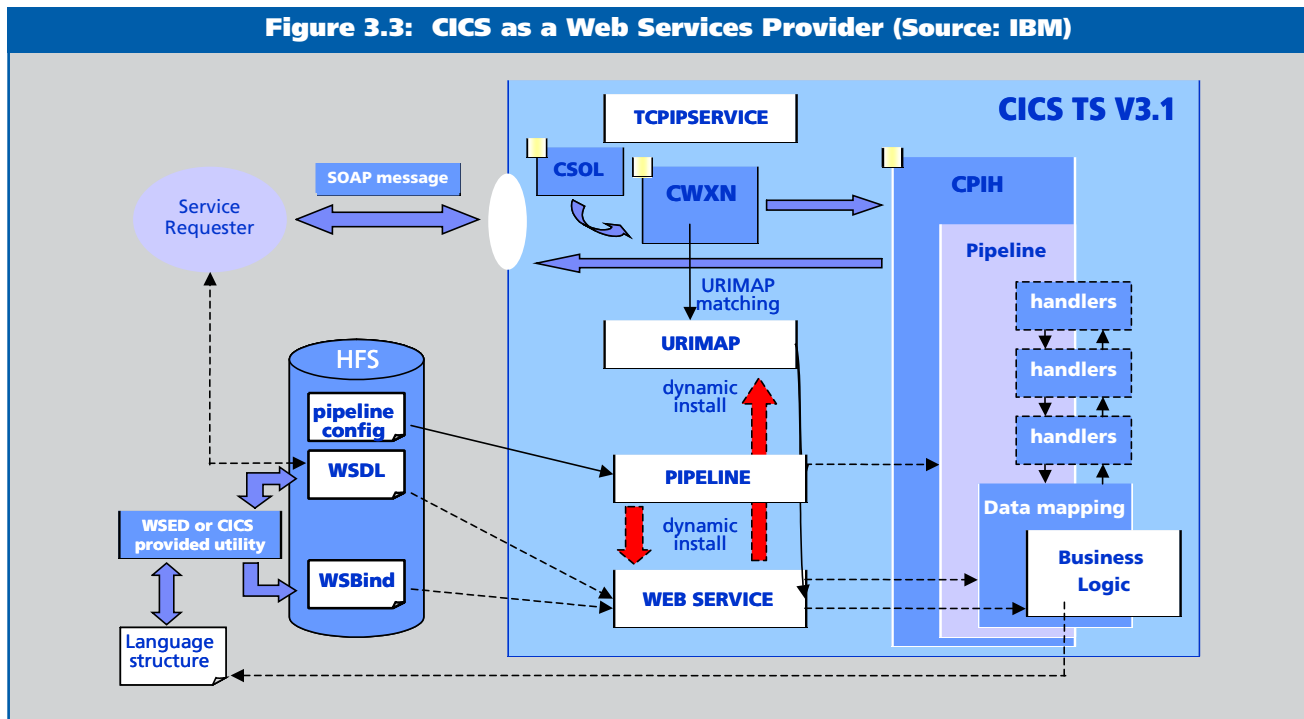 Figure 3.3: CICS as a Web Services Provider (Source: IBM)
CICS TS V3.1
TCPIPSERVICE
CSOL
CWXN
CPIH
SOAP message
Service
Requester
Pipeline
URIMAP
matching
handlers
URIMAP
HFS
handlers
dynamic
install
pipeline
config
handlers
WSDL
PIPELINE
Data mapping
WSED or CICS
provided utility
dynamic
install
Business
Logic
WSBind
WEB SERVICE
Language
structure